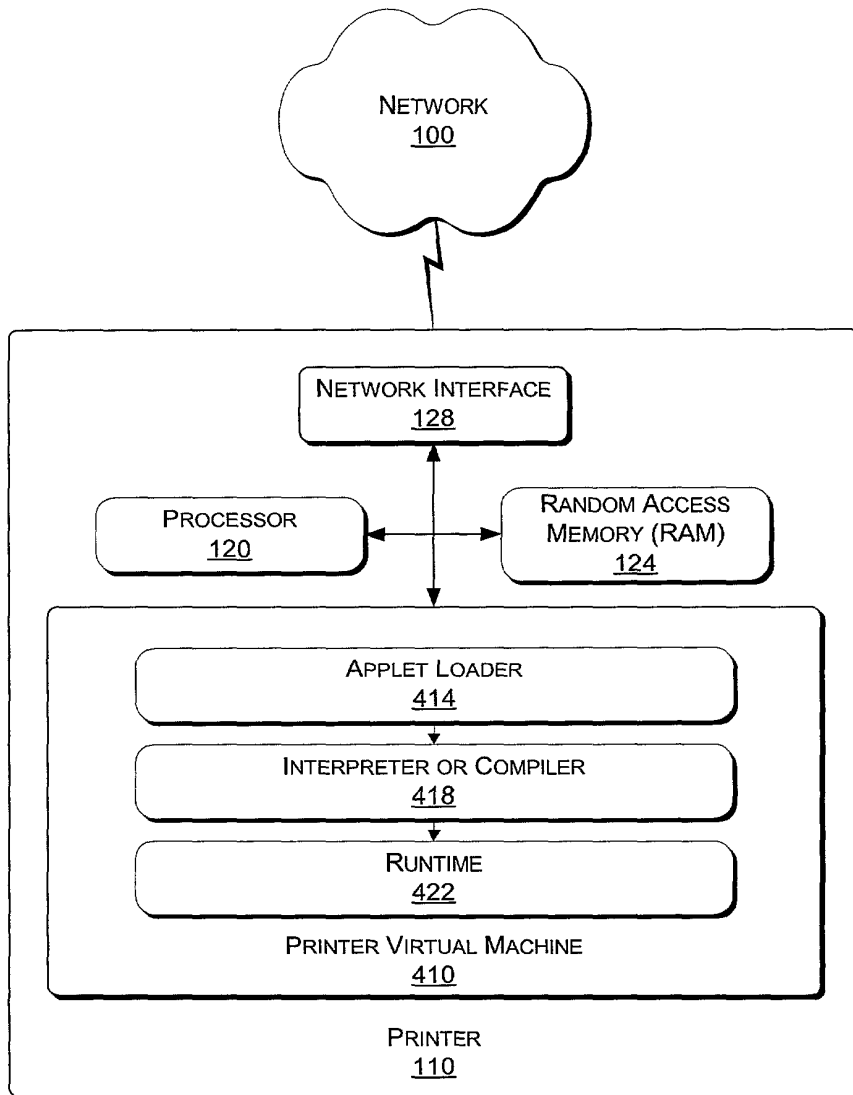 NETWORK
100
NETWORK INTERFACE
128
PROCESSOR
120
RANDOM ACCESS
MEMORY (RAM)
124
APPLET LOADER
414
INTERPRETER OR COMPILER
418
RUNTIME
422
PRINTER VIRTUAL MACHINE
410
PRINTER
110